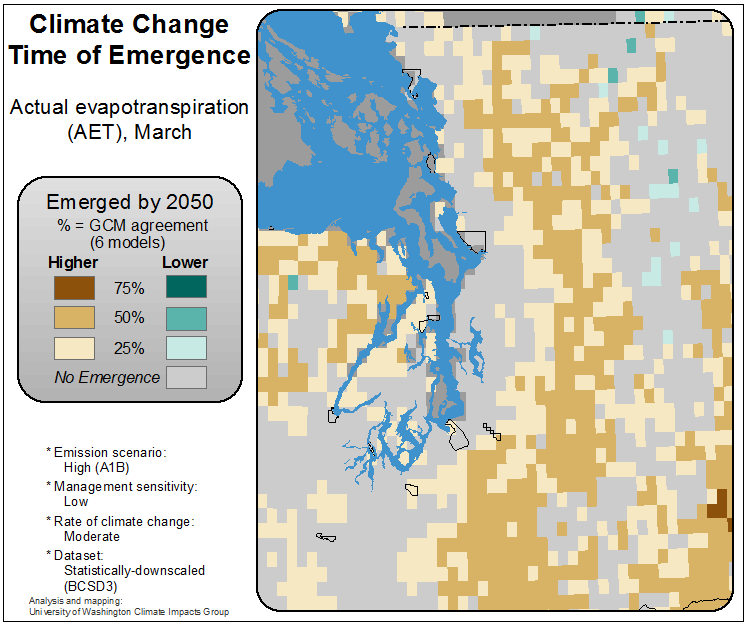 Climate Change
Time of Emergence
Actual evapotranspiration
(AET), March
Emerged by 2050
% = GCM agreement
(6 models)
Higher Lower
75%
50%
25%
No Emergence
* Emission scenario:
High (A1B)
* Management sensitivity:
Low
* Rate of climate change:
Moderate
* Dataset:
Statistically-downscaled
(BCSD3)
Analysis and mapping:
University of Washington Climate Impacts Group